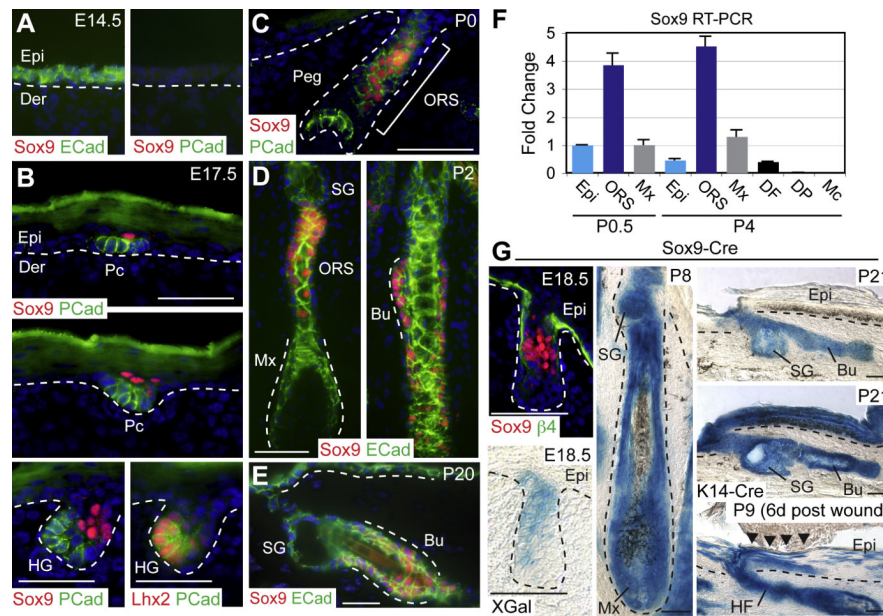 A E14.5
Epi
Der
Sox9 ECad Sox9 PCad
B E17.5
Epi
Der
Pc
Sox9 PCad
Pc
HG HG
Sox9 PCad Lhx2 PCad
C P0
Peg
ORS
Sox9
PCad
D P2
SG
ORS
Bu
Mx
Sox9 ECad
E P20
SG Bu
Sox9 ECad
F Sox9 RT-PCR
Fold Change
5
4
3
2
1
0
Epi ORS Mx Epi ORS Mx DF DP Mc
P0.5 P4
G Sox9-Cre
E18.5
Epi
Sox9 β4
E18.5
Epi
XGal
P8
SG
Mx
P21
Epi
SG Bu
P21
SG Bu
K14-Cre
P9 (6d post wound
Epi
HF